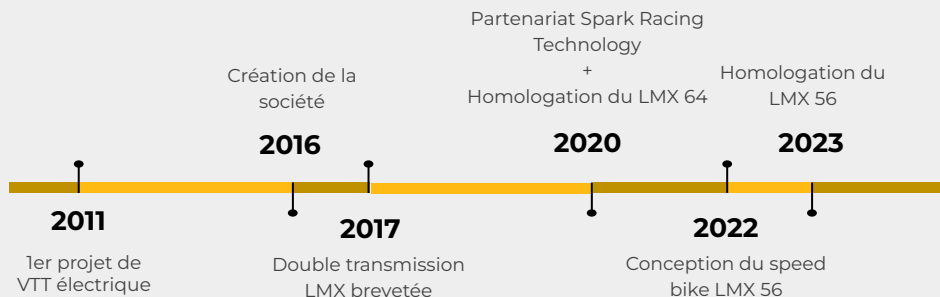 2011
1er projet de
VTT électrique
Création de la
société
2016
2017
Double transmission
LMX brevetée
Partenariat Spark Racing
Technology
+
Homologation du LMX 64
2020
2022
Conception du speed
bike LMX 56
Homologation du
LMX 56
2023